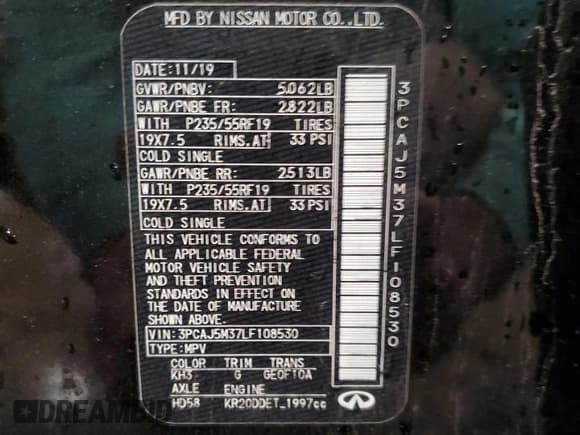 MFD BY NISSAN MOTOR CO.,LTD.
DATE:11/19
GVWR/PNBV: 5062LB
GAWR/PNBE FR: 2822LB
WITH P235/55RF19 TIRES
19X7.5 RIMS.AT 33 PSI
COLD SINGLE
GAWR/PNBE RR: 2513LB
WITH P235/55RF19 TIRES
19X7.5 RIMS.AT 33 PSI
COLD SINGLE
THIS VEHICLE CONFORMS TO
ALL APPLICABLE FEDERAL
MOTOR VEHICLE SAFETY
AND THEFT PREVENTION
STANDARDS IN EFFECT ON
THE DATE OF MANUFACTURE
SHOWN ABOVE.
VIN:3PCAJ5M37LF108530
TYPE:MPV
COLOR TRIM TRANS
KH3 G GE0F10A
AXLE ENGINE
HD58 KR20DDET_1997cc
3PCAJ5M37LF108530
DREAMBID